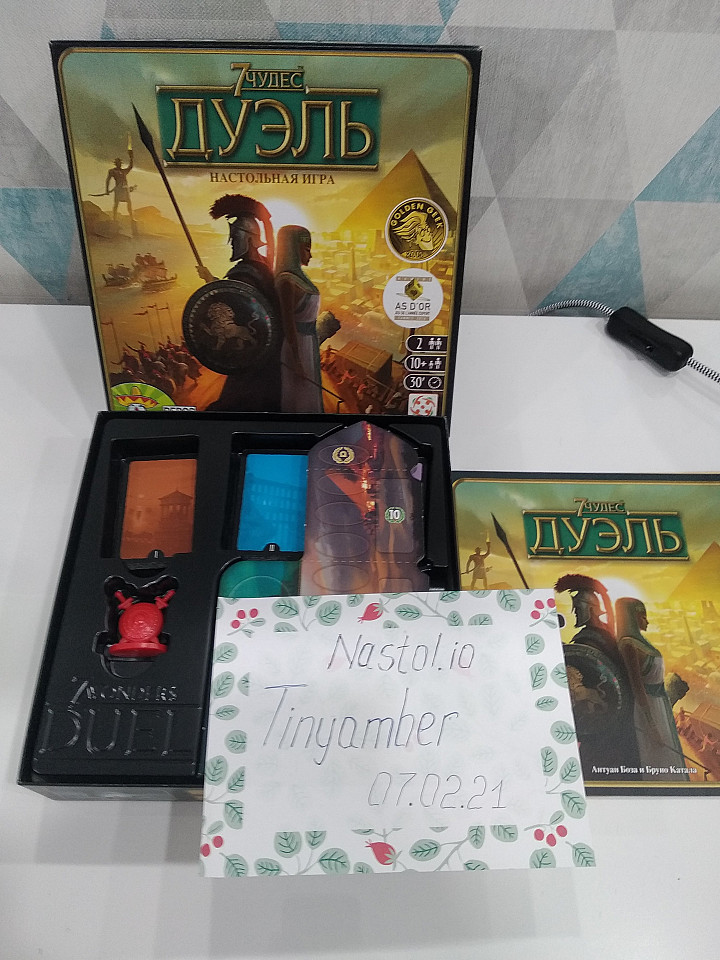 7 ЧУДЕС
ДУЭЛЬ
НАСТОЛЬНАЯ ИГРА
GOLDEN GEEK
AS D'OR
2
10+
30'
I
II
10
7 WONDERS
DUEL
7 ЧУДЕС
ДУЭЛЬ
Антуан Боза и Бруно Катала
Nastol.io
Tinyamber
07.02.21